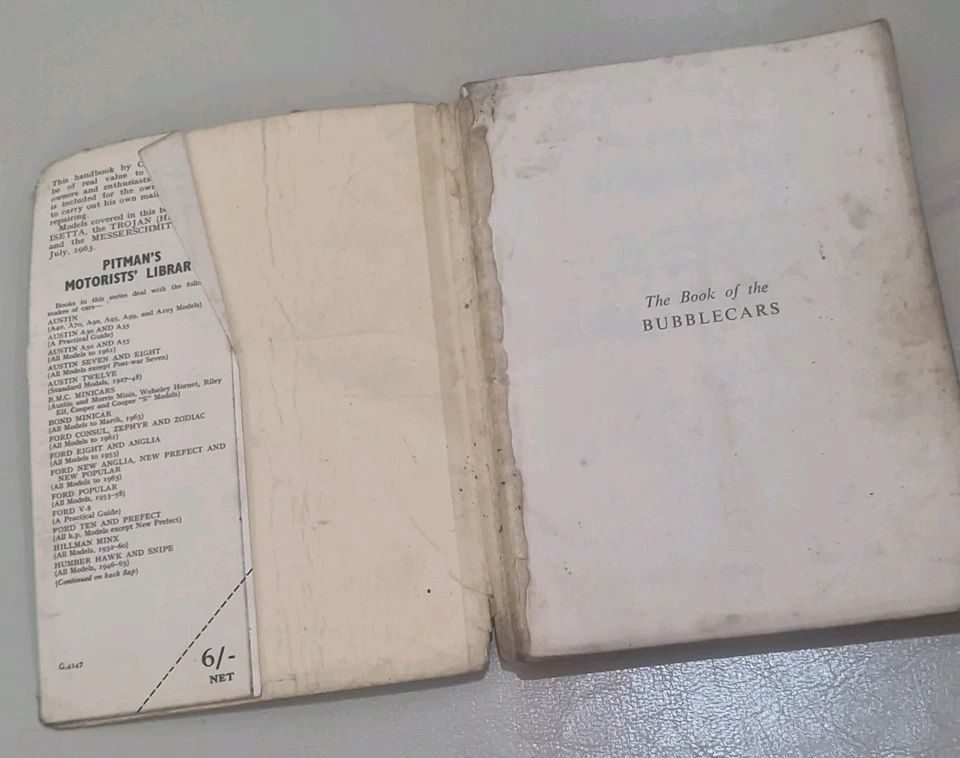 This handbook by
be of real value to
owners and enthusiasts
is included for the
to carry out his own
repairing.
Models covered in this
ISETTA, the TROJAN
and the
July, 1963.
PITMAN'S
MOTORISTS'
Books in this series deal with the
makes of cars—
AUSTIN
(A40, A70, A90, A95, A99, and A105 Models)
AUSTIN A30 AND A35
(A Practical Guide)
AUSTIN A50 AND A55
(All Models to 1961)
AUSTIN SEVEN AND EIGHT
(All Models except Post-war Seven)
AUSTIN TWELVE
(Standard Models, 1927-48)
B.M.C. MINICARS
(Austin and Morris Minis, Wolseley Hornet, Riley
Elf, Cooper and Cooper "S" Models)
BOND MINICAR
(All Models to March, 1963)
FORD CONSUL, ZEPHYR AND ZODIAC
(All Models to 1961)
FORD EIGHT AND ANGLIA
(All Models to 1953)
FORD NEW ANGLIA, NEW PREFECT AND
NEW POPULAR
(All Models to 1963)
FORD POPULAR
(All Models, 1953-58)
FORD V-8
(A Practical Guide)
FORD TEN AND PREFECT
(All h.p. Models except New Prefect)
HILLMAN MINX
(All Models, 1932-60)
HUMBER HAWK AND SNIPE
(All Models, 1946-63)
(Continued on back flap)
G.4147
6/-
NET
The Book of the
BUBBLECARS